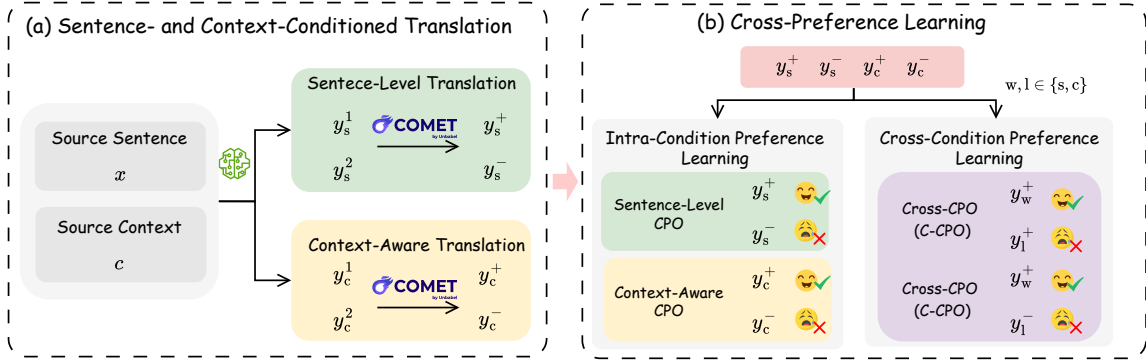 (a) Sentence- and Context-Conditioned Translation
Source Sentence
x
Source Context
c
Sentece-Level Translation
y_s^1 COMET y_s^+
by Unbabel
y_s^2 y_s^-
Context-Aware Translation
y_c^1 COMET y_c^+
by Unbabel
y_c^2 y_c^-
(b) Cross-Preference Learning
y_s^+ y_s^- y_c^+ y_c^-
w, l ∈ {s, c}
Intra-Condition Preference
Learning
Sentence-Level
CPO
y_s^+
y_s^-
Context-Aware
CPO
y_c^+
y_c^-
Cross-Condition Preference
Learning
Cross-CPO
(C-CPO)
y_w^+
y_l^+
Cross-CPO
(C-CPO)
y_w^+
y_l^-